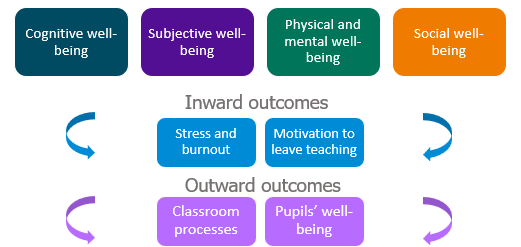 Cognitive well-
being
Subjective well-
being
Physical and
mental well-
being
Social well-
being
Inward outcomes
Stress and
burnout
Motivation to
leave teaching
Outward outcomes
Classroom
processes
Pupils’ well-
being